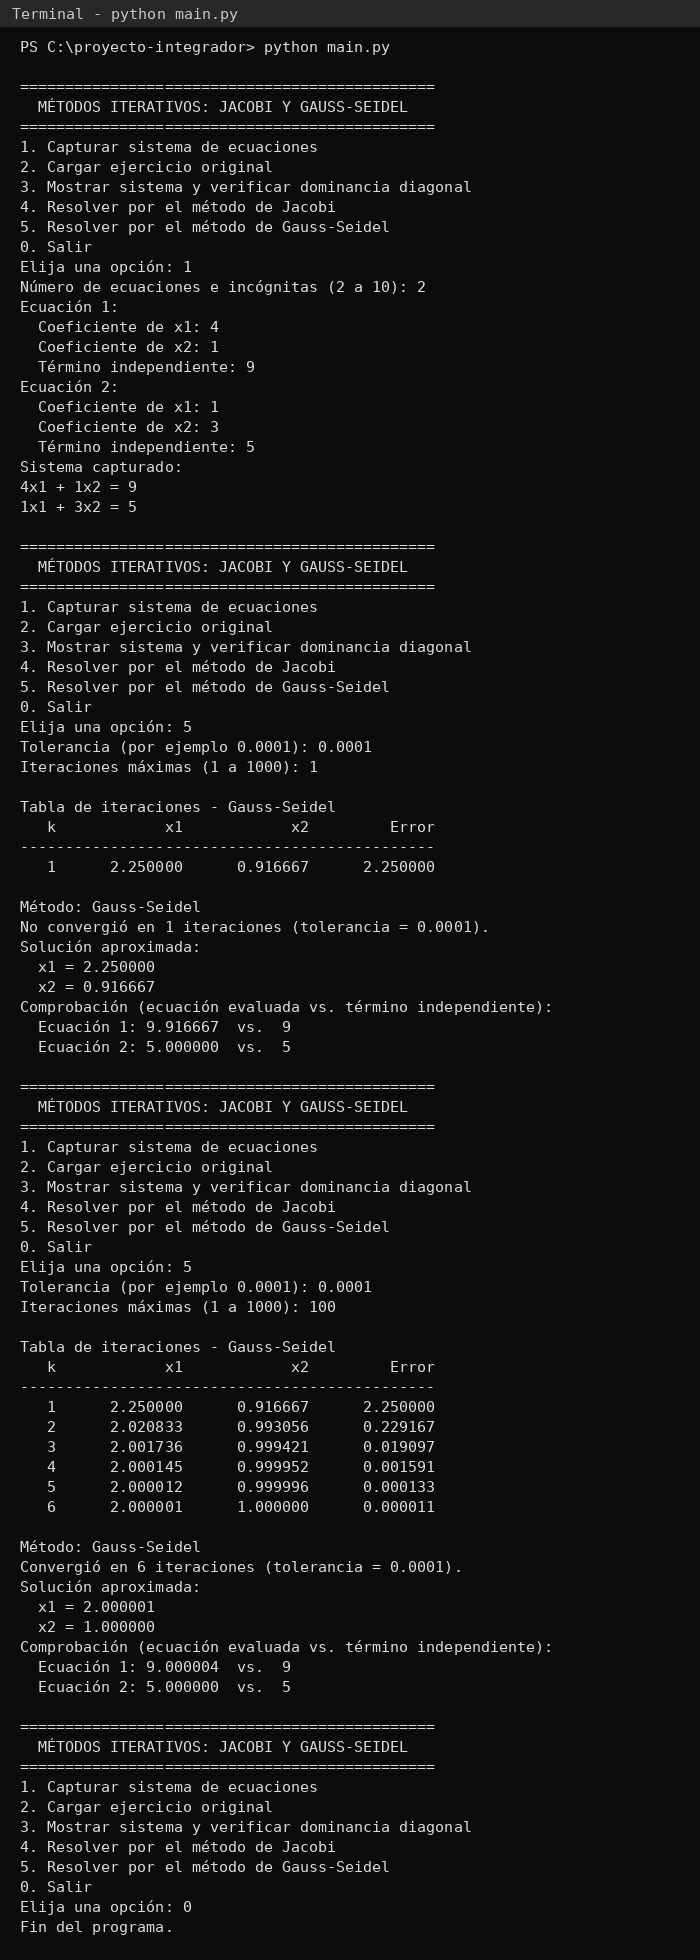 Terminal - python main.py
PS C:\proyecto-integrador> python main.py
==============================================
  MÉTODOS ITERATIVOS: JACOBI Y GAUSS-SEIDEL
==============================================
1. Capturar sistema de ecuaciones
2. Cargar ejercicio original
3. Mostrar sistema y verificar dominancia diagonal
4. Resolver por el método de Jacobi
5. Resolver por el método de Gauss-Seidel
0. Salir
Elija una opción: 1
Número de ecuaciones e incógnitas (2 a 10): 2
Ecuación 1:
  Coeficiente de x1: 4
  Coeficiente de x2: 1
  Término independiente: 9
Ecuación 2:
  Coeficiente de x1: 1
  Coeficiente de x2: 3
  Término independiente: 5
Sistema capturado:
4x1 + 1x2 = 9
1x1 + 3x2 = 5
==============================================
  MÉTODOS ITERATIVOS: JACOBI Y GAUSS-SEIDEL
==============================================
1. Capturar sistema de ecuaciones
2. Cargar ejercicio original
3. Mostrar sistema y verificar dominancia diagonal
4. Resolver por el método de Jacobi
5. Resolver por el método de Gauss-Seidel
0. Salir
Elija una opción: 5
Tolerancia (por ejemplo 0.0001): 0.0001
Iteraciones máximas (1 a 1000): 1
Tabla de iteraciones - Gauss-Seidel
   k            x1            x2         Error
----------------------------------------------
   1      2.250000      0.916667      2.250000
Método: Gauss-Seidel
No convergió en 1 iteraciones (tolerancia = 0.0001).
Solución aproximada:
  x1 = 2.250000
  x2 = 0.916667
Comprobación (ecuación evaluada vs. término independiente):
  Ecuación 1: 9.916667  vs.  9
  Ecuación 2: 5.000000  vs.  5
==============================================
  MÉTODOS ITERATIVOS: JACOBI Y GAUSS-SEIDEL
==============================================
1. Capturar sistema de ecuaciones
2. Cargar ejercicio original
3. Mostrar sistema y verificar dominancia diagonal
4. Resolver por el método de Jacobi
5. Resolver por el método de Gauss-Seidel
0. Salir
Elija una opción: 5
Tolerancia (por ejemplo 0.0001): 0.0001
Iteraciones máximas (1 a 1000): 100
Tabla de iteraciones - Gauss-Seidel
   k            x1            x2         Error
----------------------------------------------
   1      2.250000      0.916667      2.250000
   2      2.020833      0.993056      0.229167
   3      2.001736      0.999421      0.019097
   4      2.000145      0.999952      0.001591
   5      2.000012      0.999996      0.000133
   6      2.000001      1.000000      0.000011
Método: Gauss-Seidel
Convergió en 6 iteraciones (tolerancia = 0.0001).
Solución aproximada:
  x1 = 2.000001
  x2 = 1.000000
Comprobación (ecuación evaluada vs. término independiente):
  Ecuación 1: 9.000004  vs.  9
  Ecuación 2: 5.000000  vs.  5
==============================================
  MÉTODOS ITERATIVOS: JACOBI Y GAUSS-SEIDEL
==============================================
1. Capturar sistema de ecuaciones
2. Cargar ejercicio original
3. Mostrar sistema y verificar dominancia diagonal
4. Resolver por el método de Jacobi
5. Resolver por el método de Gauss-Seidel
0. Salir
Elija una opción: 0
Fin del programa.